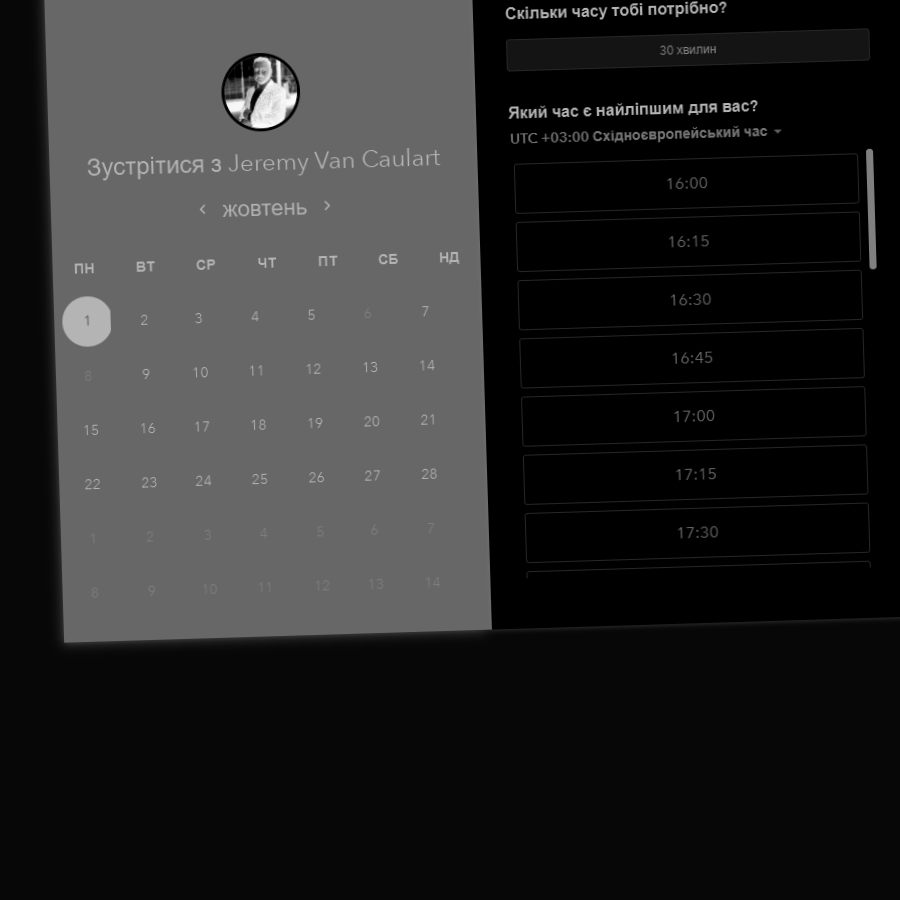 Зустрітися з Jeremy Van Caulart
жовтень
ПН ВТ СР ЧТ ПТ СБ НД
1 2 3 4 5 6 7
8 9 10 11 12 13 14
15 16 17 18 19 20 21
22 23 24 25 26 27 28
1 2 3 4 5 6 7
8 9 10 11 12 13 14
Скільки часу тобі потрібно?
30 хвилин
Який час є найліпшим для вас?
UTC +03:00 Східноєвропейський час
16:00
16:15
16:30
16:45
17:00
17:15
17:30